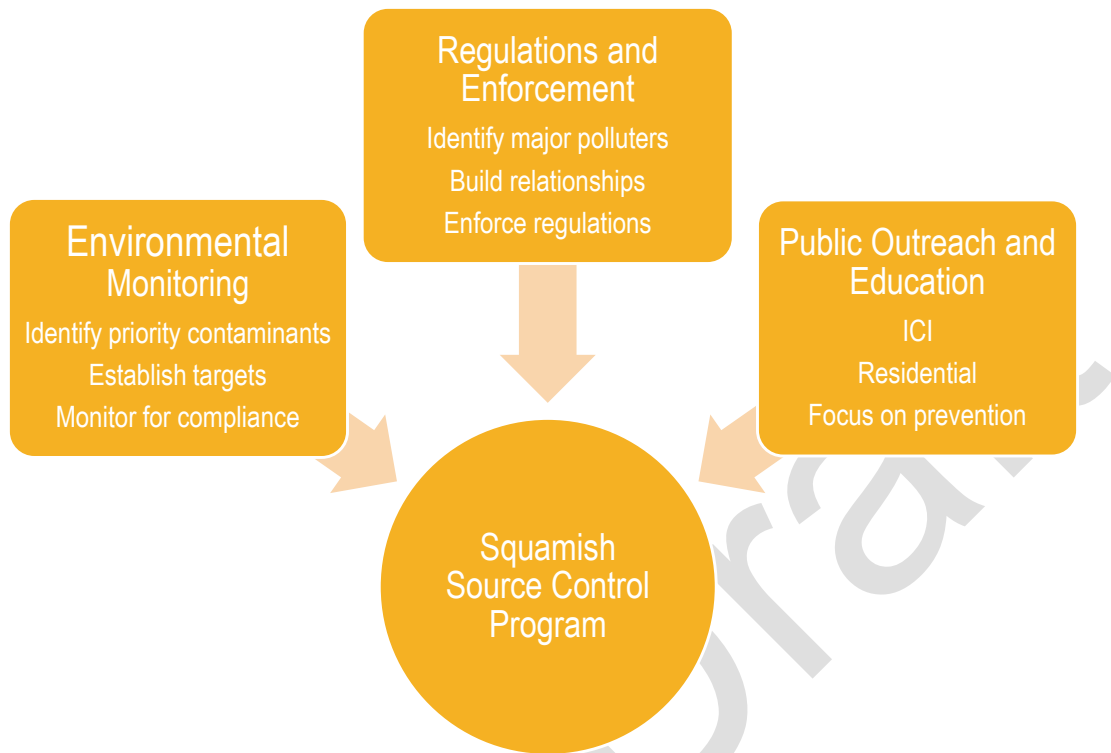 Regulations and
Enforcement
Identify major polluters
Build relationships
Enforce regulations
Environmental
Monitoring
Identify priority contaminants
Establish targets
Monitor for compliance
Public Outreach and
Education
ICI
Residential
Focus on prevention
Squamish
Source Control
Program